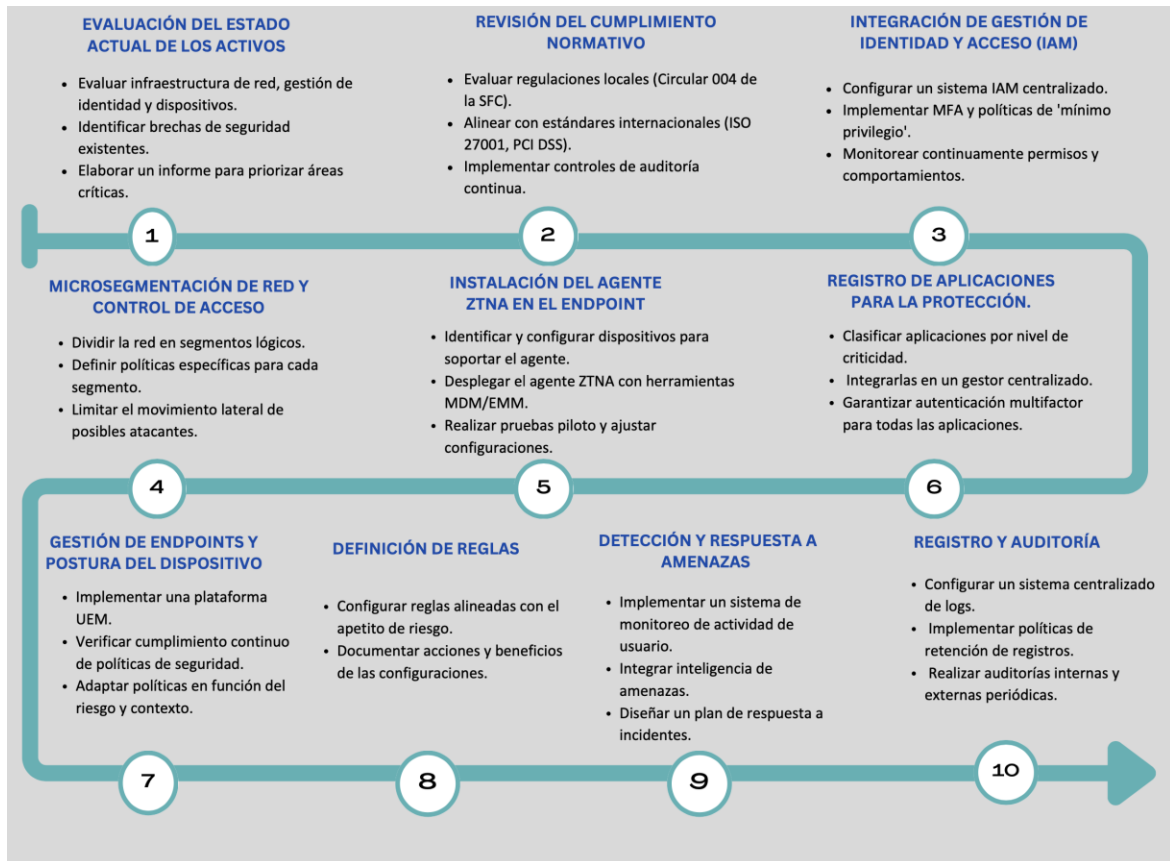 EVALUACIÓN DEL ESTADO
ACTUAL DE LOS ACTIVOS
• Evaluar infraestructura de red, gestión de
identidad y dispositivos.
• Identificar brechas de seguridad
existentes.
• Elaborar un informe para priorizar áreas
críticas.
1
REVISIÓN DEL CUMPLIMIENTO
NORMATIVO
• Evaluar regulaciones locales (Circular 004 de
la SFC).
• Alinear con estándares internacionales (ISO
27001, PCI DSS).
• Implementar controles de auditoría
continua.
2
INTEGRACIÓN DE GESTIÓN DE
IDENTIDAD Y ACCESO (IAM)
• Configurar un sistema IAM centralizado.
• Implementar MFA y políticas de 'mínimo
privilegio'.
• Monitorear continuamente permisos y
comportamientos.
3
MICROSEGMENTACIÓN DE RED Y
CONTROL DE ACCESO
• Dividir la red en segmentos lógicos.
• Definir políticas específicas para cada
segmento.
• Limitar el movimiento lateral de
posibles atacantes.
4
INSTALACIÓN DEL AGENTE
ZTNA EN EL ENDPOINT
• Identificar y configurar dispositivos para
soportar el agente.
• Desplegar el agente ZTNA con herramientas
MDM/EMM.
• Realizar pruebas piloto y ajustar
configuraciones.
5
REGISTRO DE APLICACIONES
PARA LA PROTECCIÓN.
• Clasificar aplicaciones por nivel de
criticidad.
• Integrarlas en un gestor centralizado.
• Garantizar autenticación multifactor
para todas las aplicaciones.
6
GESTIÓN DE ENDPOINTS Y
POSTURA DEL DISPOSITIVO
• Implementar una plataforma
UEM.
• Verificar cumplimiento continuo
de políticas de seguridad.
• Adaptar políticas en función del
riesgo y contexto.
7
DEFINICIÓN DE REGLAS
• Configurar reglas alineadas con el
apetito de riesgo.
• Documentar acciones y beneficios
de las configuraciones.
8
DETECCIÓN Y RESPUESTA A
AMENAZAS
• Implementar un sistema de
monitoreo de actividad de
usuario.
• Integrar inteligencia de
amenazas.
• Diseñar un plan de respuesta a
incidentes.
9
REGISTRO Y AUDITORÍA
• Configurar un sistema centralizado
de logs.
• Implementar políticas de
retención de registros.
• Realizar auditorías internas y
externas periódicas.
10